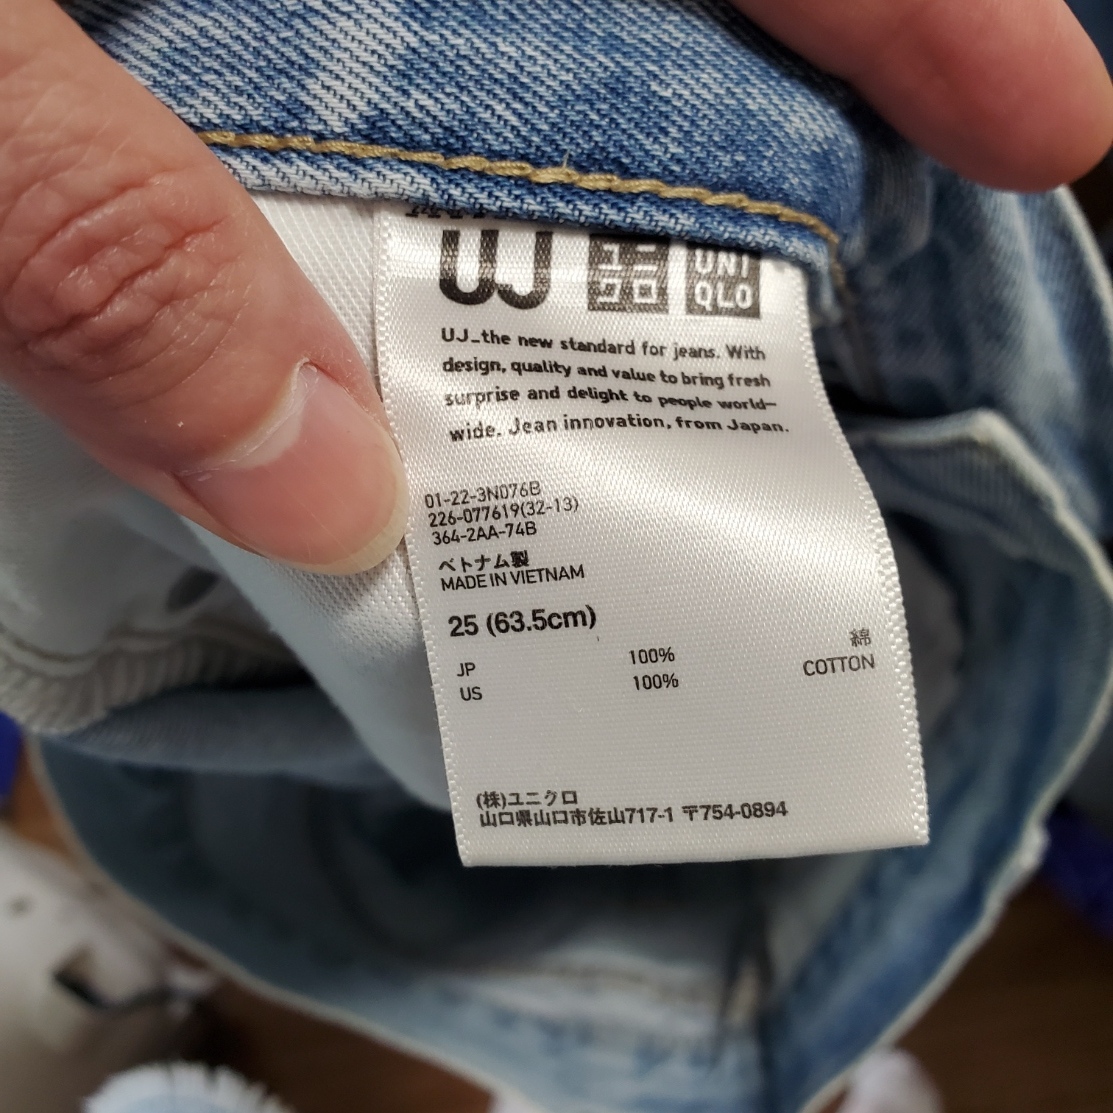 UJ ユニクロ UNIQLO
UJ_the new standard for jeans. With
design, quality and value to bring fresh
surprise and delight to people world-
wide. Jean innovation, from Japan.
01-22-3N076B
226-077619(32-13)
364-2AA-74B
ベトナム製
MADE IN VIETNAM
25 (63.5cm)
綿
JP 100%
US 100% COTTON
(株)ユニクロ
山口県山口市佐山717-1 〒754-0894